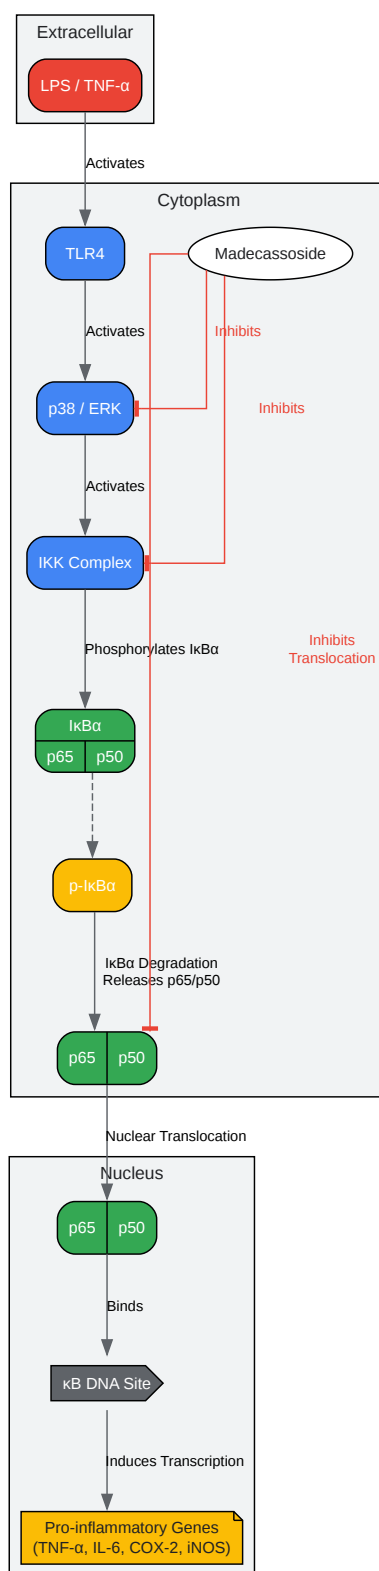 Extracellular
LPS / TNF-α
Activates
Cytoplasm
TLR4
Madecassoside
Activates
Inhibits
p38 / ERK
Inhibits
Activates
IKK Complex
Phosphorylates IκBα
Inhibits
Translocation
IκBα
p65 p50
p-IκBα
IκBα Degradation
Releases p65/p50
p65 p50
Nuclear Translocation
Nucleus
p65 p50
Binds
κB DNA Site
Induces Transcription
Pro-inflammatory Genes
(TNF-α, IL-6, COX-2, iNOS)